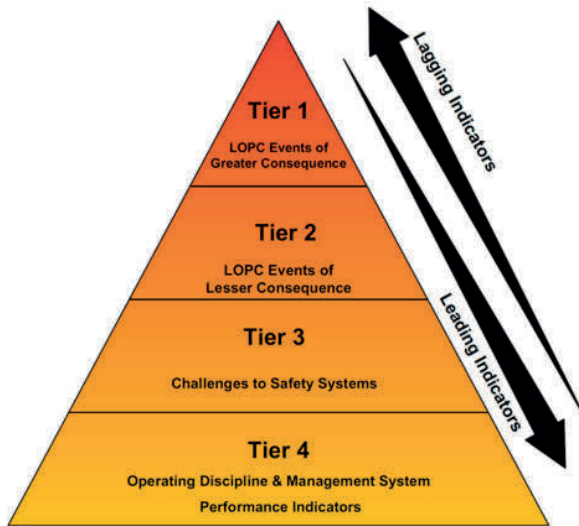 Tier 1
LOPC Events of
Greater Consequence
Tier 2
LOPC Events of
Lesser Consequence
Tier 3
Challenges to Safety Systems
Tier 4
Operating Discipline & Management System
Performance Indicators
Lagging Indicators
Leading Indicators